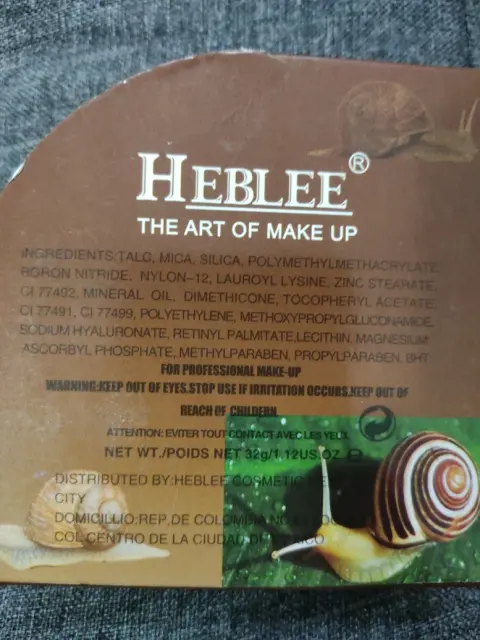 HEBLEE®
THE ART OF MAKE UP
INGREDIENTS:TALC, MICA, SILICA, POLYMETHYLMETHACRYLATE,
BORON NITRIDE, NYLON-12, LAUROYL LYSINE, ZINC STEARATE,
CI 77492, MINERAL OIL, DIMETHICONE, TOCOPHERYL ACETATE,
CI 77491, CI 77499, POLYETHYLENE, METHOXYPROPYLGLUCONAMIDE,
SODIUM HYALURONATE, RETINYL PALMITATE,LECITHIN, MAGNESIUM
ASCORBYL PHOSPHATE, METHYLPARABEN, PROPYLPARABEN, BHT
FOR PROFESSIONAL MAKE-UP
WARNING:KEEP OUT OF EYES.STOP USE IF IRRITATION OCCURS.KEEP OUT OF
REACH OF CHILDERN
ATTENTION: EVITER TOUT CONTACT AVEC LES YEUX
NET WT./POIDS NET 32g/1.12US.OZ e
DISTRIBUTED BY:HEBLEE COSMETIC
CITY
DOMICILLIO:REP,DE COLOMBIA
COL CENTRO DE LA CIUDAD DE